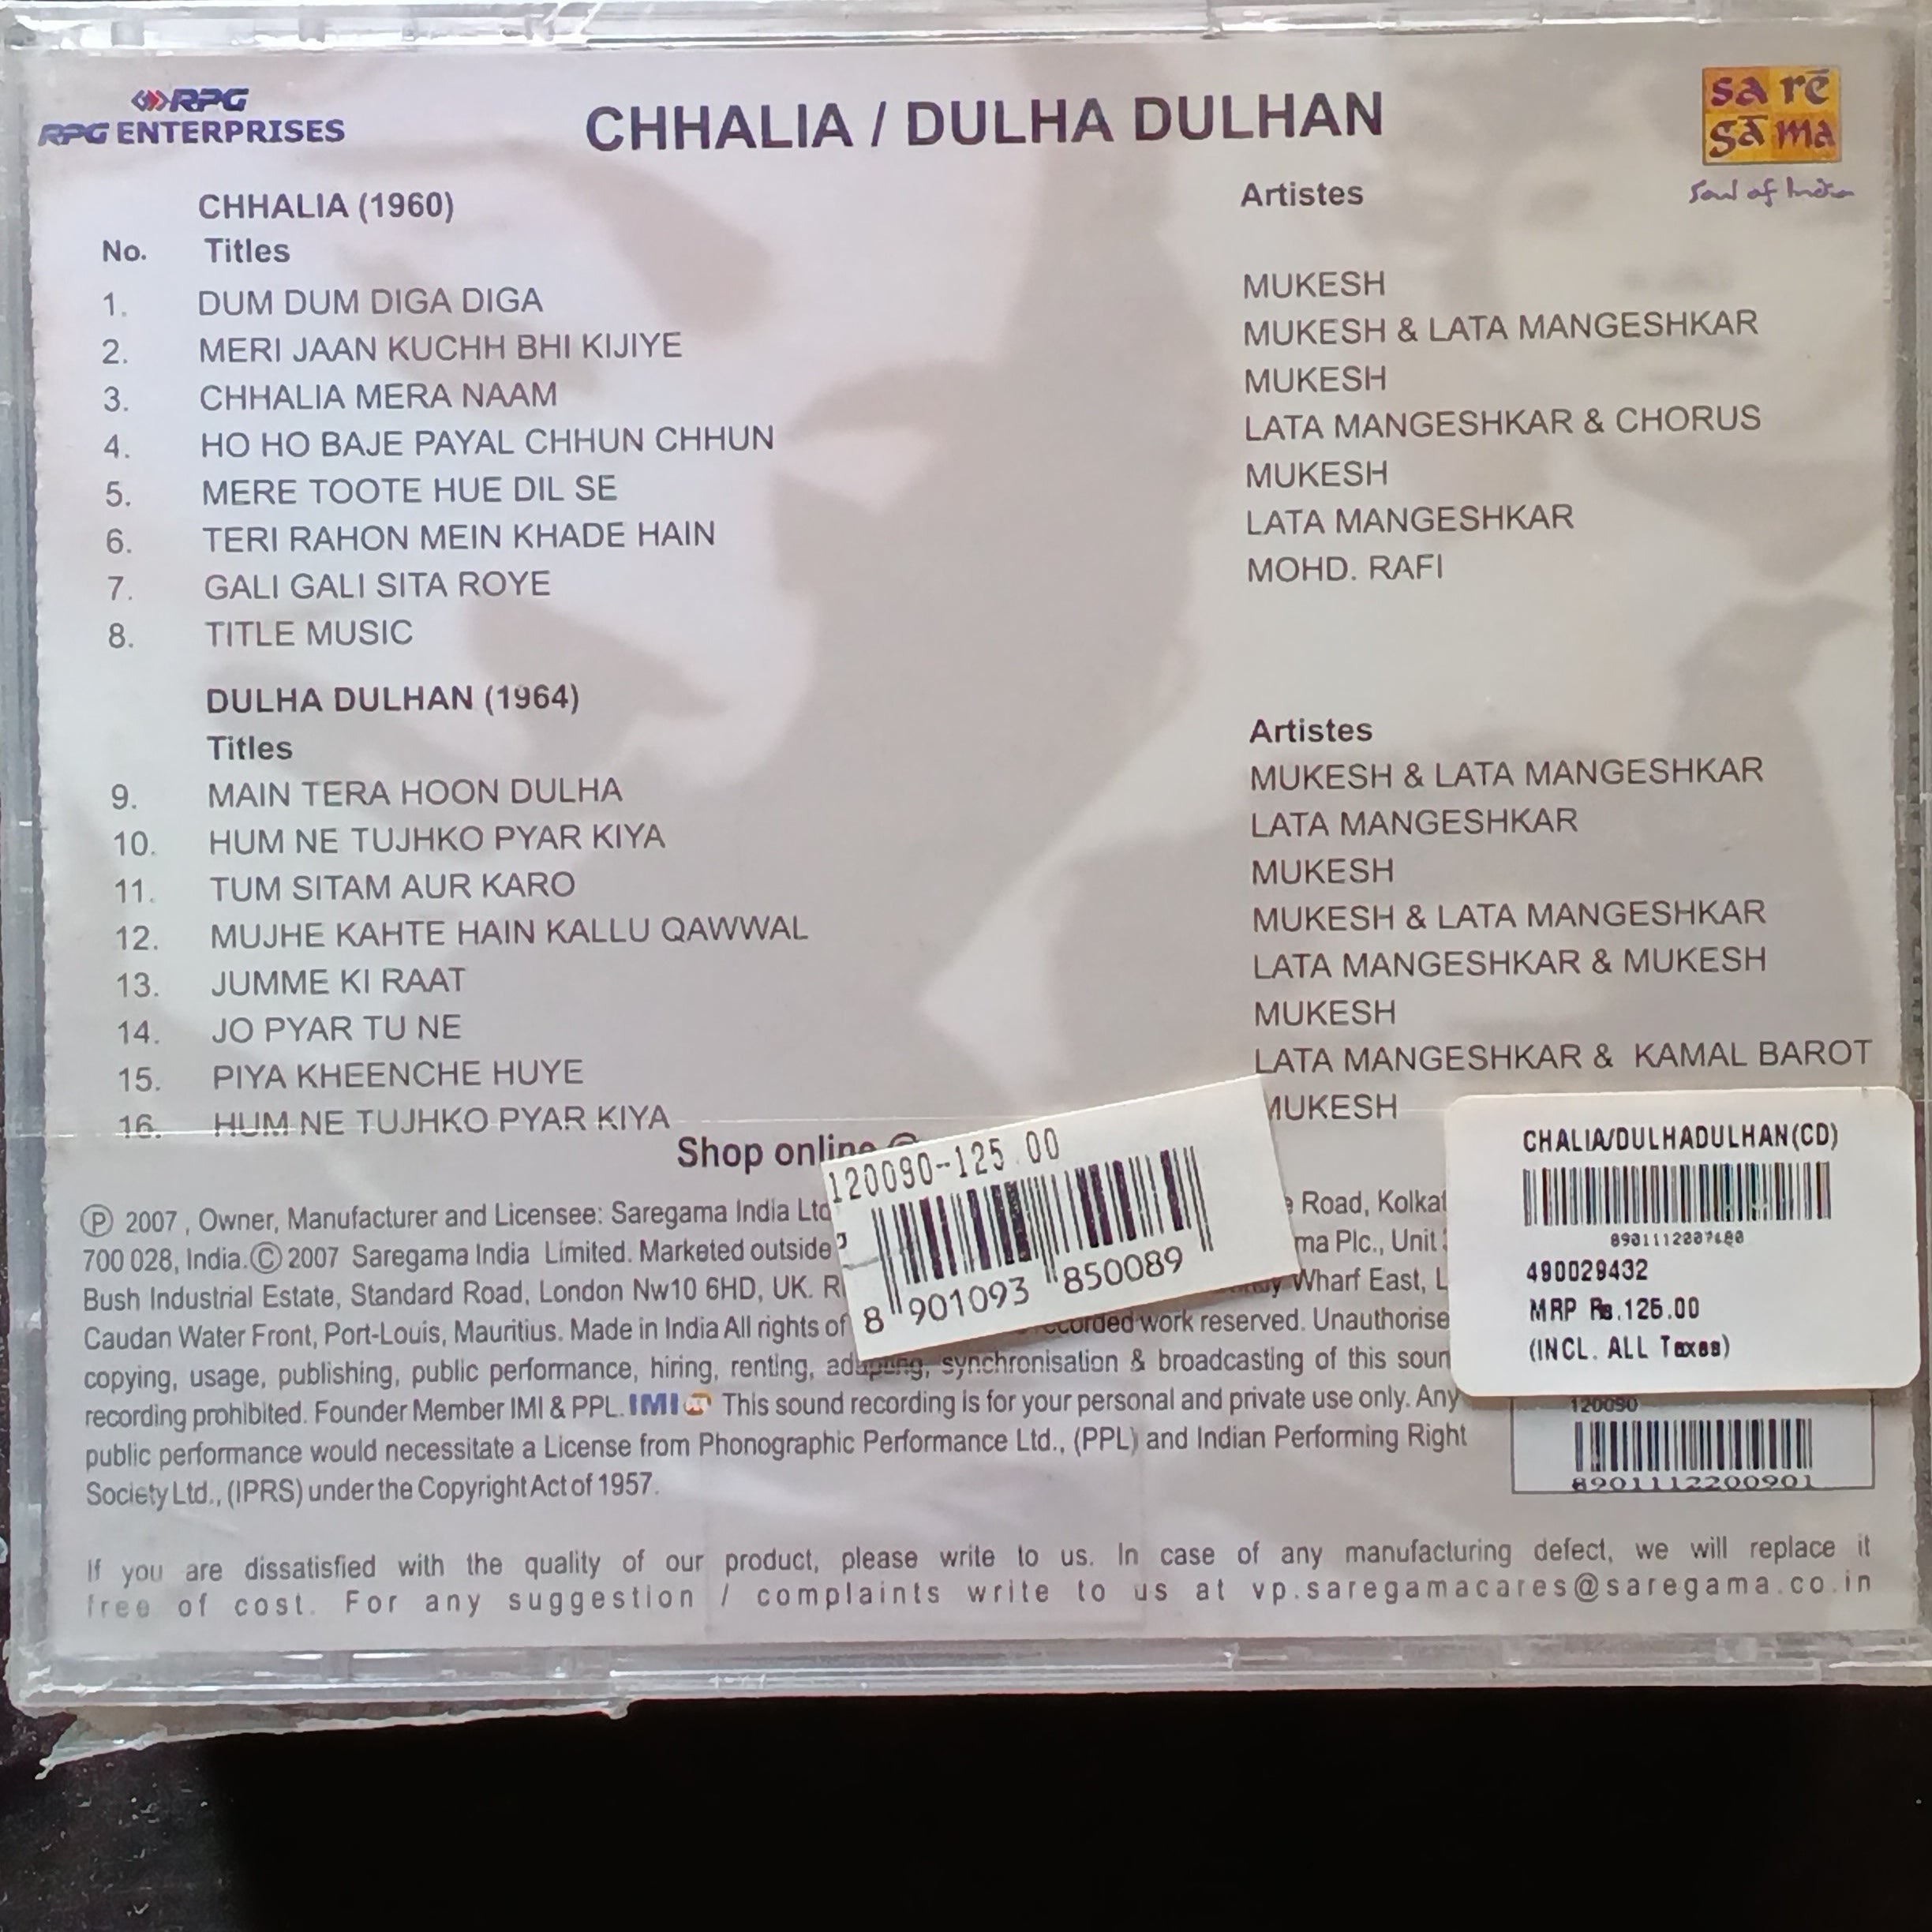 RPG
RPG ENTERPRISES
CHHALIA / DULHA DULHAN
sa rē
sā ma
Soul of India
CHHALIA (1960)
Artistes
No. Titles
1. DUM DUM DIGA DIGA MUKESH
2. MERI JAAN KUCHH BHI KIJIYE MUKESH & LATA MANGESHKAR
3. CHHALIA MERA NAAM MUKESH
4. HO HO BAJE PAYAL CHHUN CHHUN LATA MANGESHKAR & CHORUS
5. MERE TOOTE HUE DIL SE MUKESH
6. TERI RAHON MEIN KHADE HAIN LATA MANGESHKAR
7. GALI GALI SITA ROYE MOHD. RAFI
8. TITLE MUSIC
DULHA DULHAN (1964)
Titles Artistes
9. MAIN TERA HOON DULHA MUKESH & LATA MANGESHKAR
10. HUM NE TUJHKO PYAR KIYA LATA MANGESHKAR
11. TUM SITAM AUR KARO MUKESH
12. MUJHE KAHTE HAIN KALLU QAWWAL MUKESH & LATA MANGESHKAR
13. JUMME KI RAAT LATA MANGESHKAR & MUKESH
14. JO PYAR TU NE MUKESH
15. PIYA KHEENCHE HUYE LATA MANGESHKAR & KAMAL BAROT
16. HUM NE TUJHKO PYAR KIYA MUKESH
Shop online @
120090-125.00
8 901093 850089
CHALIA/DULHADULHAN(CD)
490029432
MRP Rs.125.00
(INCL. ALL Taxes)
Ⓟ 2007 , Owner, Manufacturer and Licensee: Saregama India Ltd Road, Kolkat
700 028, India.© 2007 Saregama India Limited. Marketed outside ma Plc., Unit
Bush Industrial Estate, Standard Road, London Nw10 6HD, UK. R Wharf East, L
Caudan Water Front, Port-Louis, Mauritius. Made in India All rights of recorded work reserved. Unauthorise
copying, usage, publishing, public performance, hiring, renting, adapting, synchronisation & broadcasting of this soun
recording prohibited. Founder Member IMI & PPL. IMI This sound recording is for your personal and private use only. Any
public performance would necessitate a License from Phonographic Performance Ltd., (PPL) and Indian Performing Right
Society Ltd., (IPRS) under the Copyright Act of 1957.
120090
8901112200901
If you are dissatisfied with the quality of our product, please write to us. In case of any manufacturing defect, we will replace it
free of cost. For any suggestion / complaints write to us at vp.saregamacares@saregama.co.in